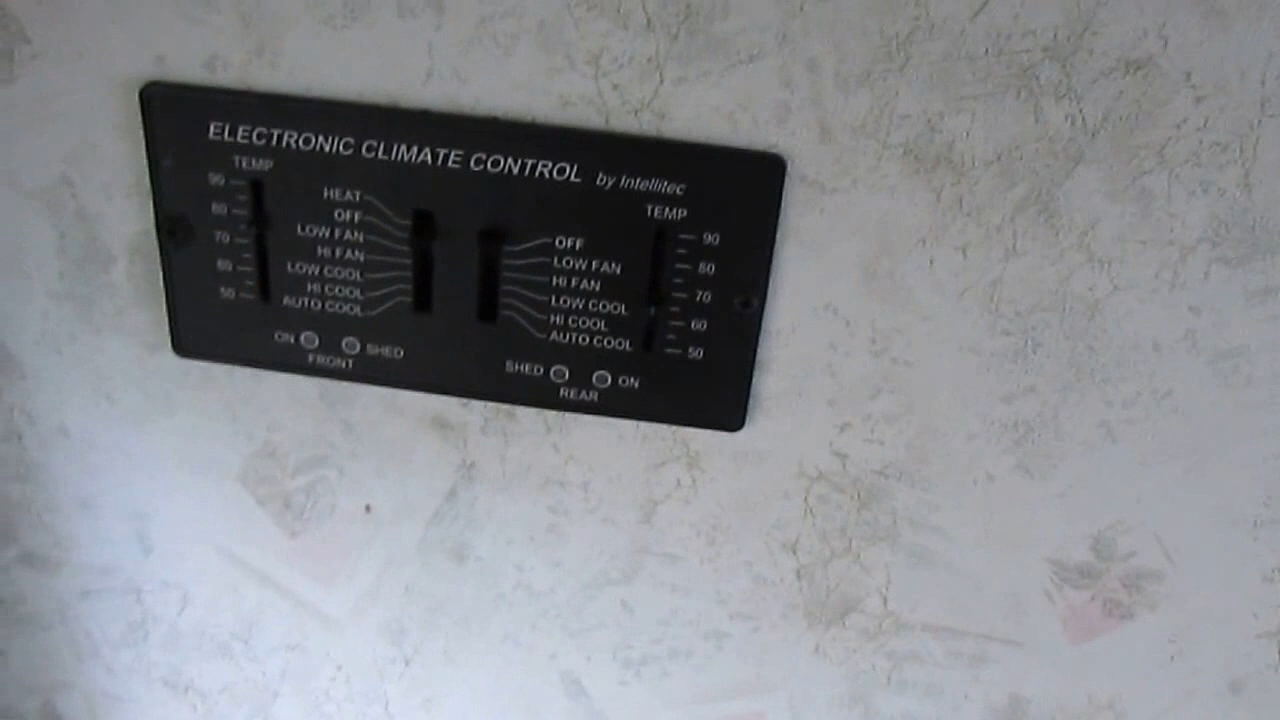 ELECTRONIC CLIMATE CONTROL by Intellitec
TEMP
90
80
70
60
50
HEAT
OFF
LOW FAN
HI FAN
LOW COOL
HI COOL
AUTO COOL
ON SHED
FRONT
OFF
LOW FAN
HI FAN
LOW COOL
HI COOL
AUTO COOL
TEMP
90
80
70
60
50
SHED ON
REAR